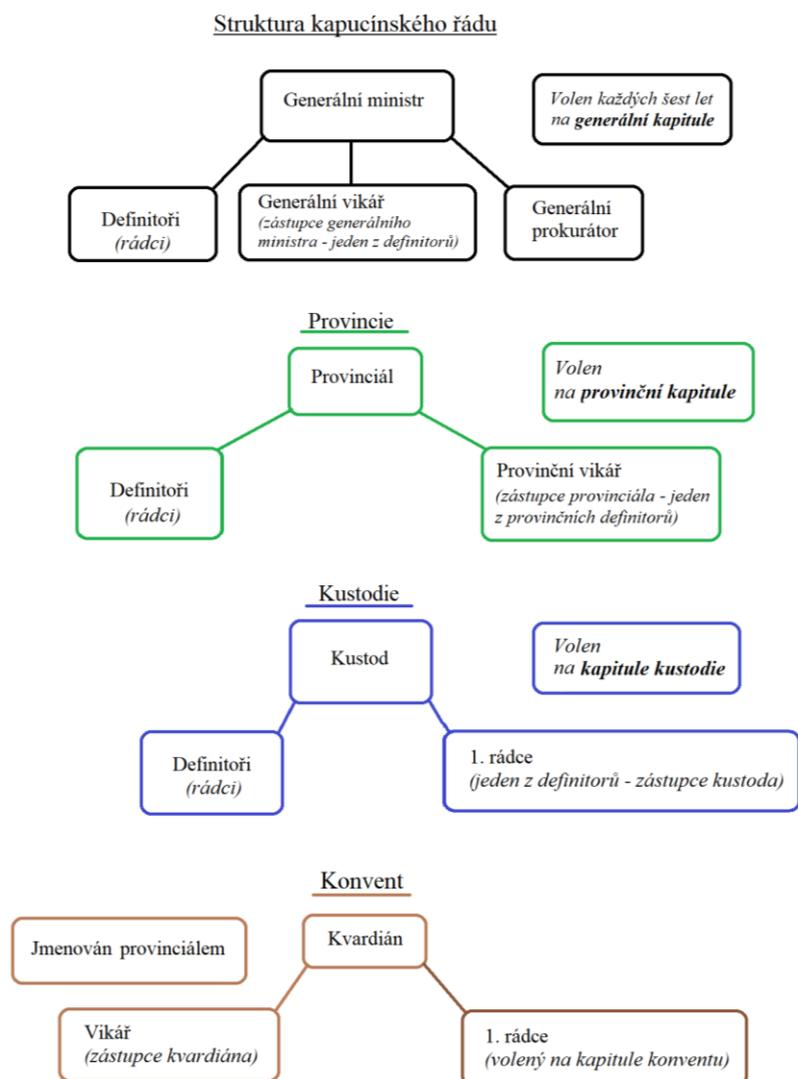 Struktura kapucínského řádu
Generální ministr
Volen každých šest let
na generální kapitule
Definitoři
(rádci)
Generální vikář
(zástupce generálního
ministra - jeden z definitorů)
Generální
prokurátor
Provincie
Provinciál
Volen
na provinční kapitule
Definitoři
(rádci)
Provinční vikář
(zástupce provinciála - jeden
z provinčních definitorů)
Kustodie
Kustod
Volen
na kapitule kustodie
Definitoři
(rádci)
1. rádce
(jeden z definitorů - zástupce kustoda)
Konvent
Kvardián
Jmenován provinciálem
Vikář
(zástupce kvardiána)
1. rádce
(volený na kapitule konventu)